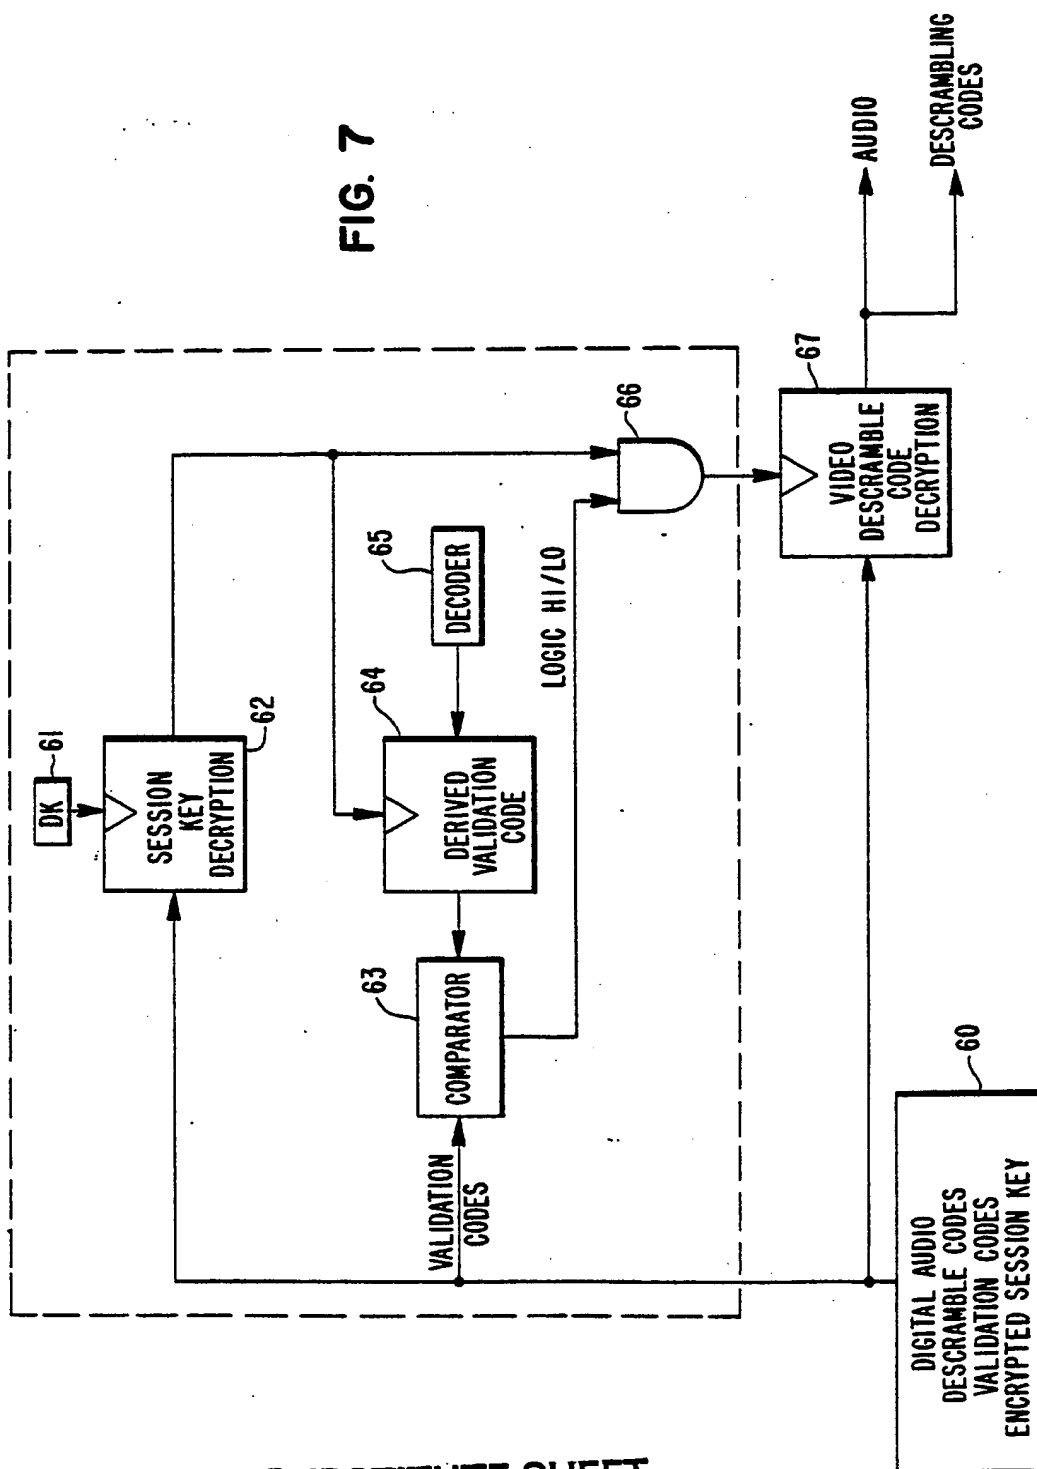 FIG. 7
DK
61
SESSION
KEY
DECRYPTION
62
VALIDATION
CODES
COMPARATOR
63
DERIVED
VALIDATION
CODE
64
DECODER
65
LOGIC HI/LO
66
VIDEO
DESCRAMBLE
CODE
DECRYPTION
67
AUDIO
DESCRAMBLING
CODES
DIGITAL AUDIO
DESCRAMBLE CODES
VALIDATION CODES
ENCRYPTED SESSION KEY
60